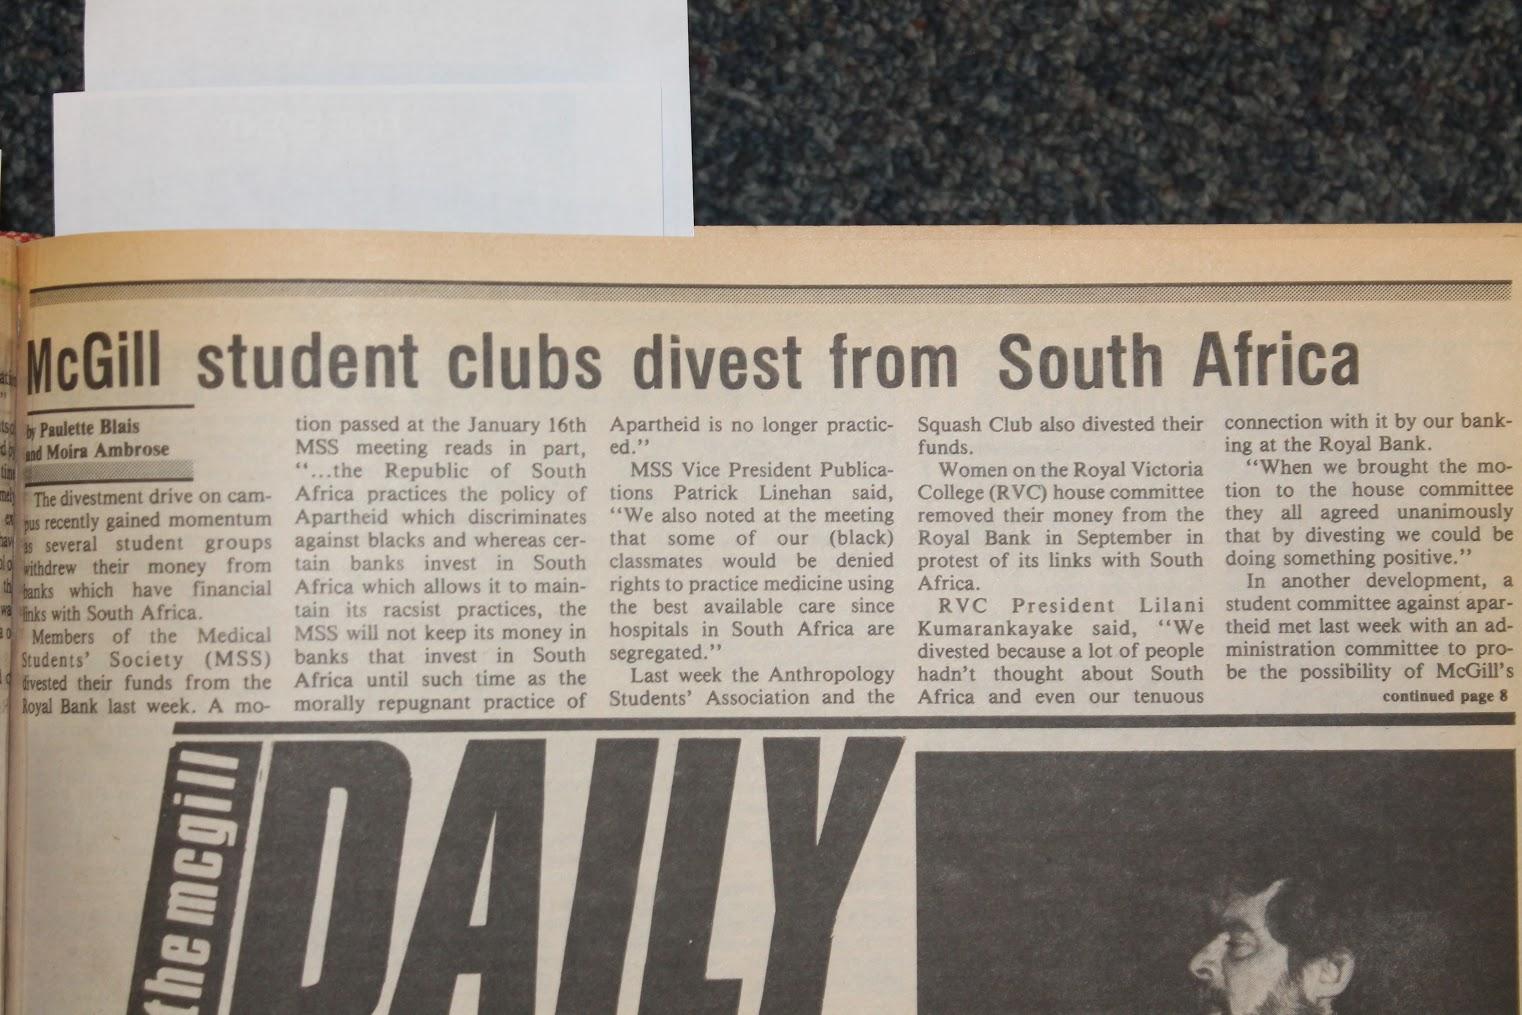 McGill student clubs divest from South Africa
by Paulette Blais
and Moira Ambrose
The divestment drive on cam-
pus recently gained momentum
as several student groups
withdrew their money from
banks which have financial
links with South Africa.
Members of the Medical
Students' Society (MSS)
divested their funds from the
Royal Bank last week. A mo-
tion passed at the January 16th
MSS meeting reads in part,
“...the Republic of South
Africa practices the policy of
Apartheid which discriminates
against blacks and whereas cer-
tain banks invest in South
Africa which allows it to main-
tain its racsist practices, the
MSS will not keep its money in
banks that invest in South
Africa until such time as the
morally repugnant practice of
Apartheid is no longer practic-
ed.”
MSS Vice President Publica-
tions Patrick Linehan said,
“We also noted at the meeting
that some of our (black)
classmates would be denied
rights to practice medicine using
the best available care since
hospitals in South Africa are
segregated.”
Last week the Anthropology
Students' Association and the
Squash Club also divested their
funds.
Women on the Royal Victoria
College (RVC) house committee
removed their money from the
Royal Bank in September in
protest of its links with South
Africa.
RVC President Lilani
Kumarankayake said, “We
divested because a lot of people
hadn't thought about South
Africa and even our tenuous
connection with it by our bank-
ing at the Royal Bank.
“When we brought the mo-
tion to the house committee
they all agreed unanimously
that by divesting we could be
doing something positive.”
In another development, a
student committee against apar-
theid met last week with an ad-
ministration committee to pro-
be the possibility of McGill's
continued page 8
the mcgill
DAILY